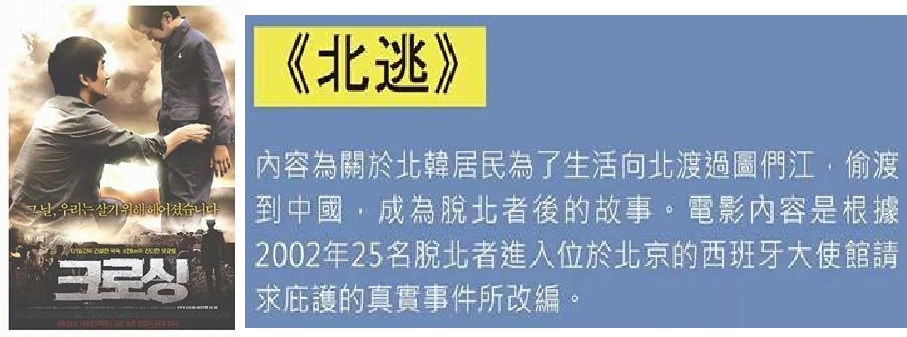 그 날, 우리는 살기 위해 헤어졌습니다
크로싱
《北逃》
內容為關於北韓居民為了生活向北渡過圖們江，偷渡
到中國，成為脫北者後的故事。電影內容是根據
2002年25名脫北者進入位於北京的西班牙大使館請
求庇護的真實事件所改編。